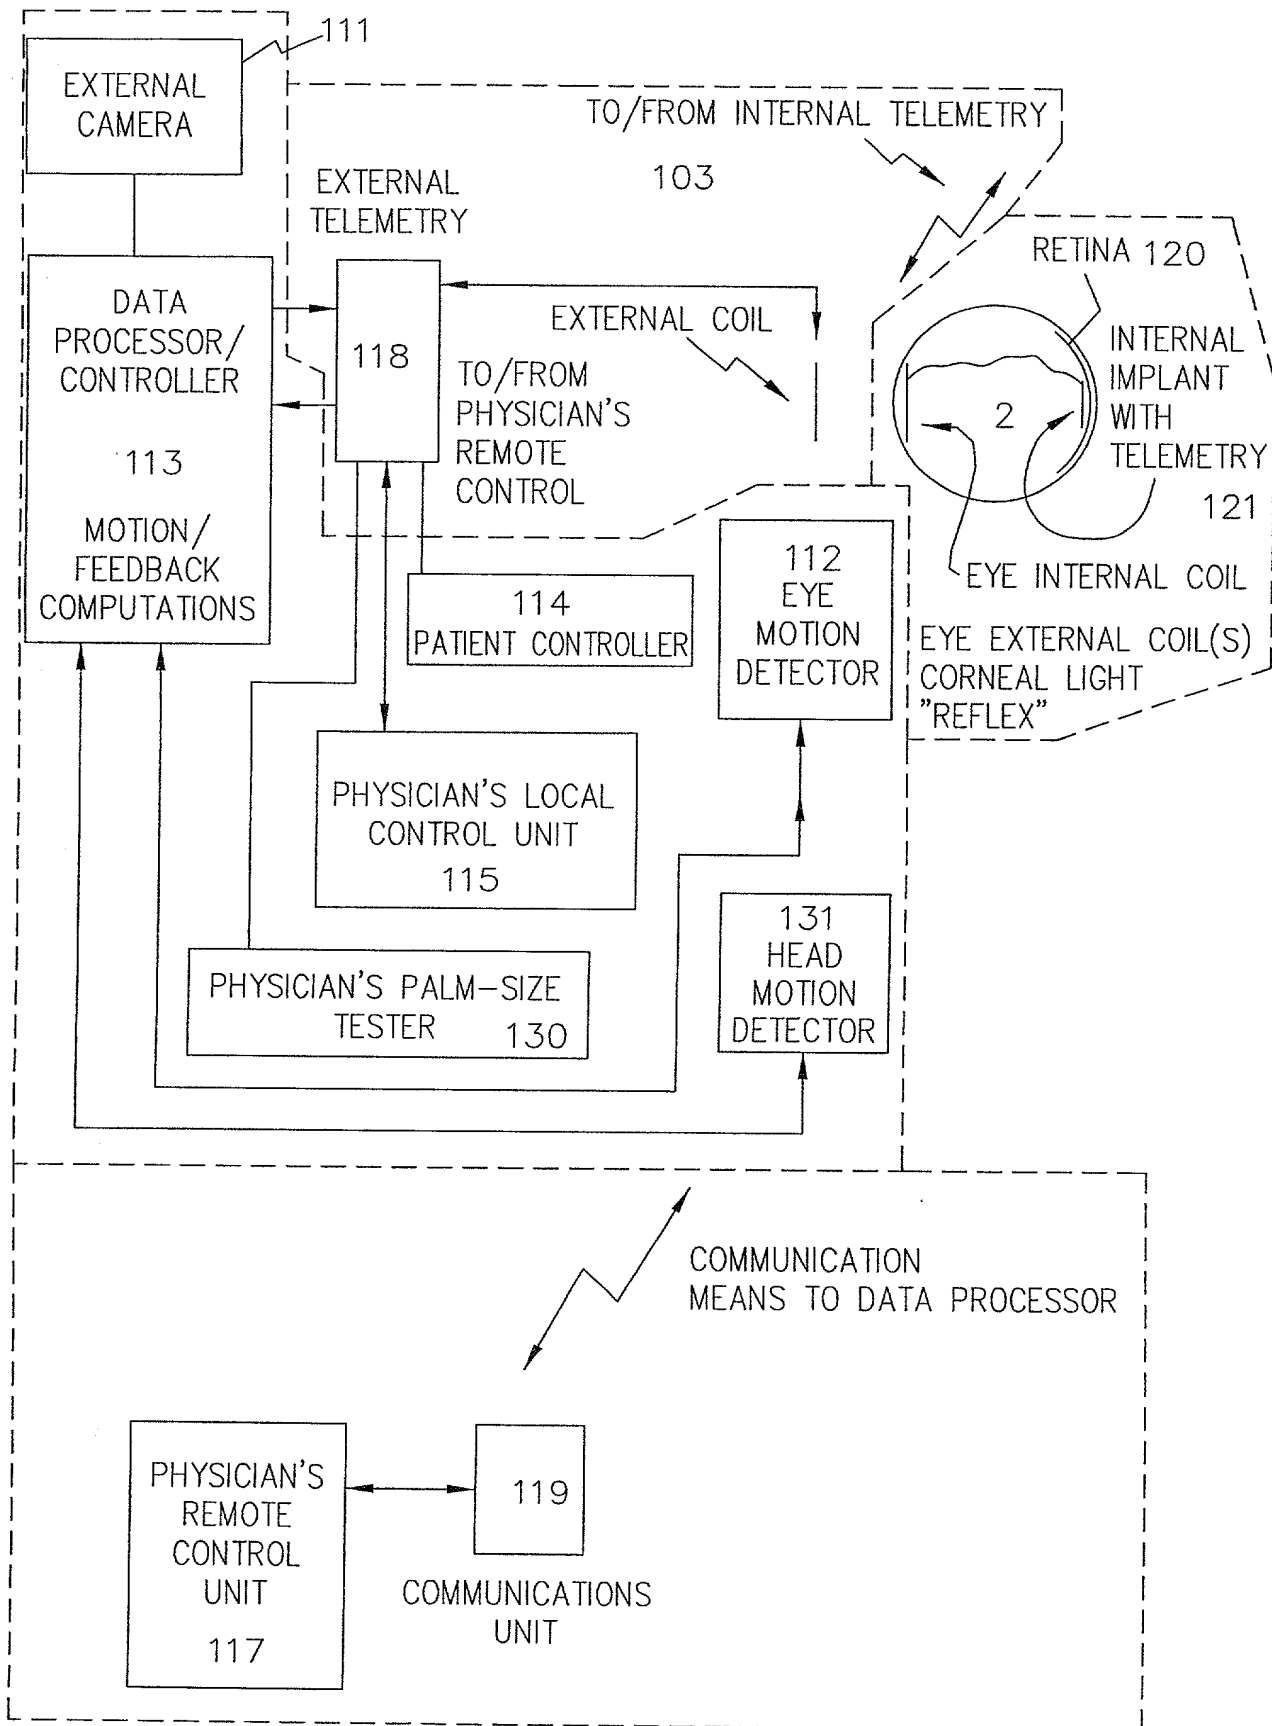 111
EXTERNAL
CAMERA
TO/FROM INTERNAL TELEMETRY
103
EXTERNAL
TELEMETRY
RETINA 120
DATA
PROCESSOR/
CONTROLLER
113
MOTION/
FEEDBACK
COMPUTATIONS
118
EXTERNAL COIL
TO/FROM
PHYSICIAN'S
REMOTE
CONTROL
2
INTERNAL
IMPLANT
WITH
TELEMETRY
121
EYE INTERNAL COIL
EYE EXTERNAL COIL(S)
CORNEAL LIGHT
"REFLEX"
112
EYE
MOTION
DETECTOR
114
PATIENT CONTROLLER
PHYSICIAN'S LOCAL
CONTROL UNIT
115
131
HEAD
MOTION
DETECTOR
PHYSICIAN'S PALM-SIZE
TESTER 130
COMMUNICATION
MEANS TO DATA PROCESSOR
PHYSICIAN'S
REMOTE
CONTROL
UNIT
117
119
COMMUNICATIONS
UNIT